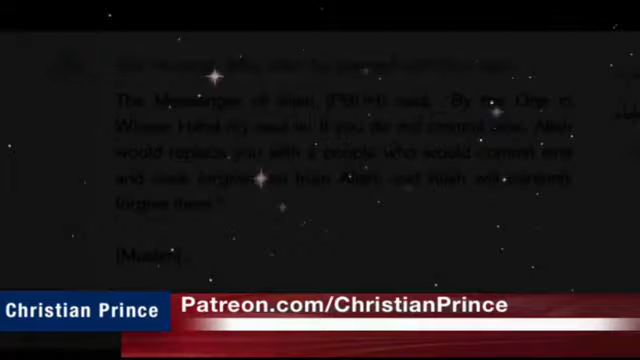 The Messenger of Allah (PBUH) said, "By the One in
Whose Hand my soul is! If you do not commit sins, Allah
would replace you with a people who would commit sins
and seek forgiveness from Allah; and Allah will certainly
forgive them."
[Muslim].
Christian Prince
Patreon.com/ChristianPrince